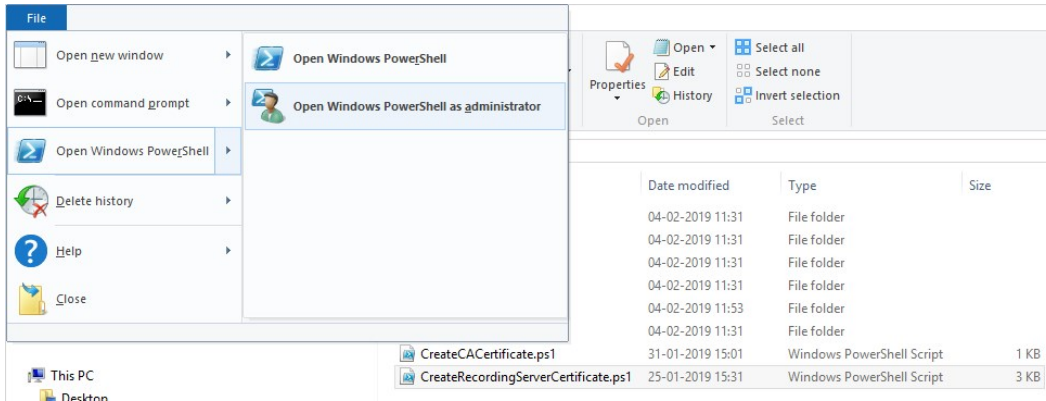 File
Open new window
Open Windows PowerShell
Open command prompt
Open Windows PowerShell as administrator
Open Windows PowerShell
Delete history
Help
Close
Properties
Open
Edit
History
Open
Select all
Select none
Invert selection
Select
Date modified Type Size
04-02-2019 11:31 File folder
04-02-2019 11:31 File folder
04-02-2019 11:31 File folder
04-02-2019 11:31 File folder
04-02-2019 11:53 File folder
04-02-2019 11:31 File folder
CreateCACertificate.ps1 31-01-2019 15:01 Windows PowerShell Script 1 KB
CreateRecordingServerCertificate.ps1 25-01-2019 15:31 Windows PowerShell Script 3 KB
This PC
Desktop